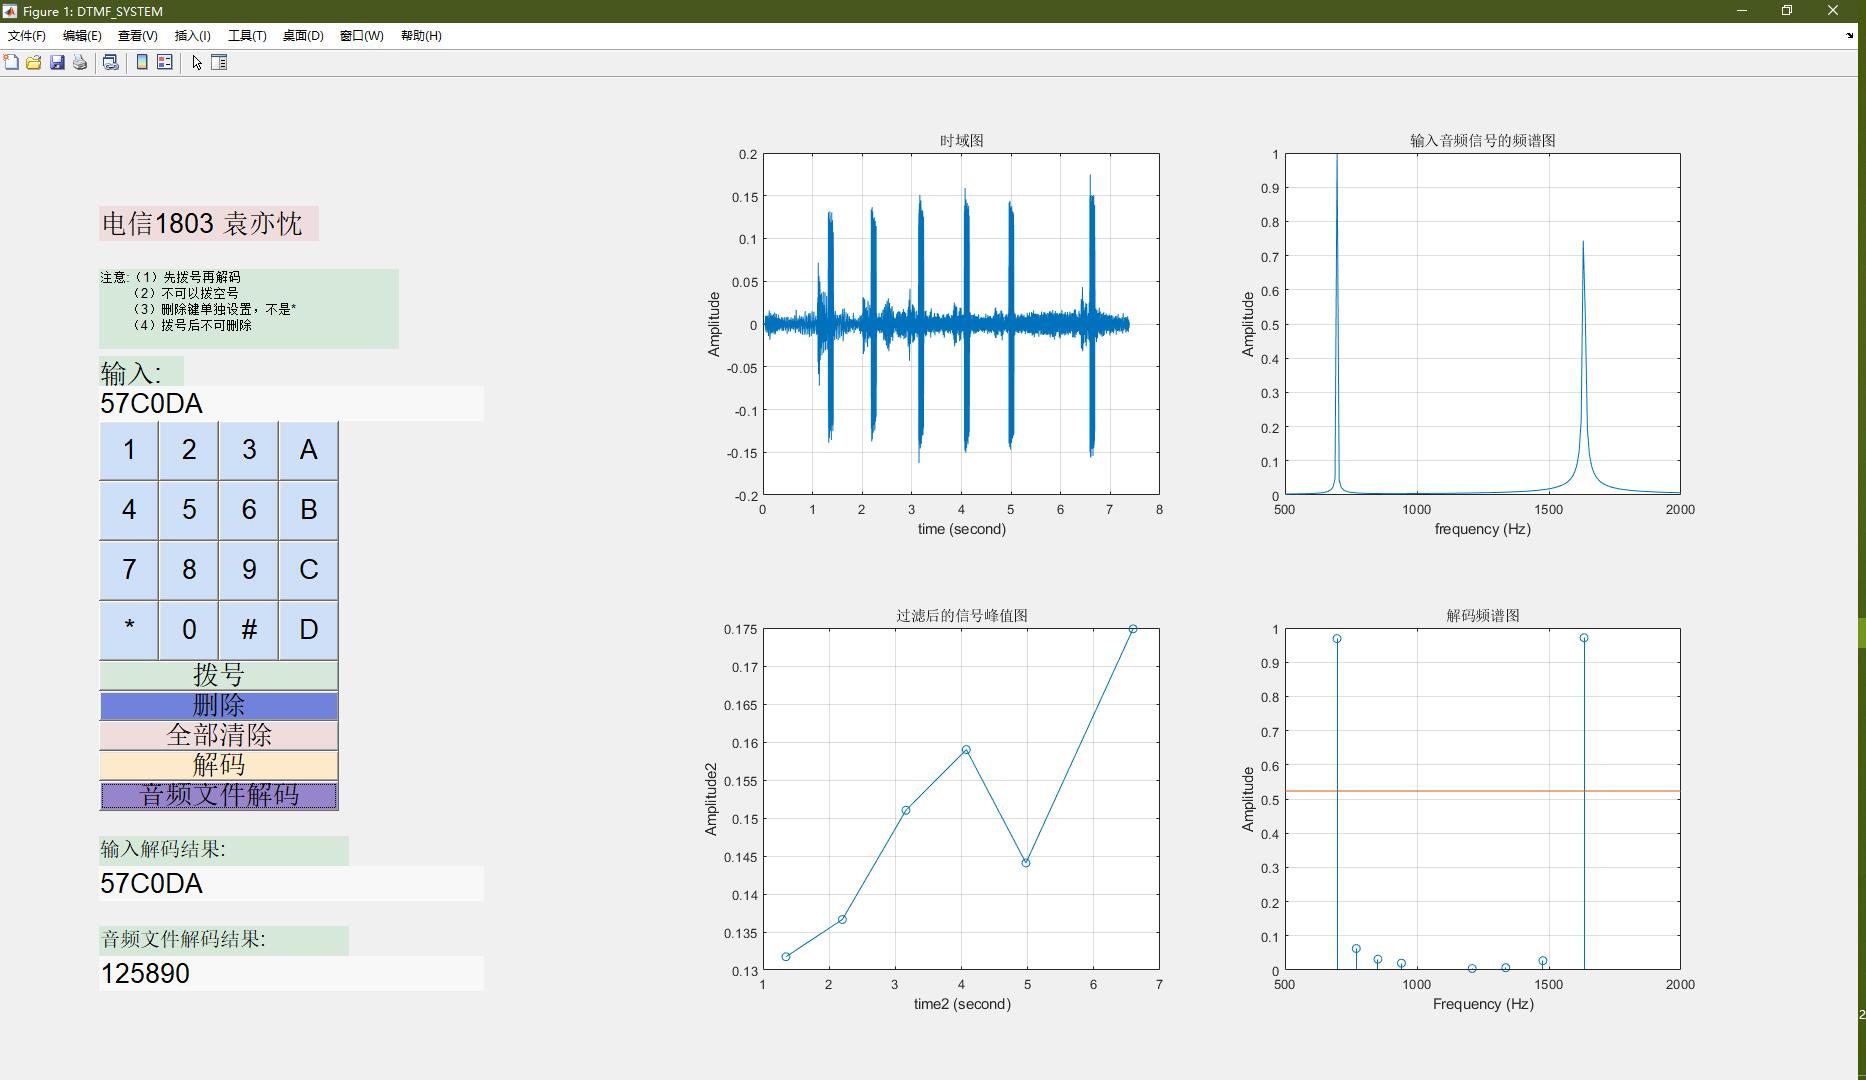 Figure 1: DTMF_SYSTEM
文件(F) 编辑(E) 查看(V) 插入(I) 工具(T) 桌面(D) 窗口(W) 帮助(H)
电信1803 袁亦忱
注意:（1）先拨号再解码
（2）不可以拨空号
（3）删除键单独设置，不是*
（4）拨号后不可删除
输入:
57C0DA
1 2 3 A
4 5 6 B
7 8 9 C
* 0 # D
拨号
删除
全部清除
解码
音频文件解码
输入解码结果:
57C0DA
音频文件解码结果:
125890
时域图
0.2
0.15
0.1
0.05
0
-0.05
-0.1
-0.15
-0.2
Amplitude
0 1 2 3 4 5 6 7 8
time (second)
输入音频信号的频谱图
1
0.9
0.8
0.7
0.6
0.5
0.4
0.3
0.2
0.1
0
Amplitude
500 1000 1500 2000
frequency (Hz)
过滤后的信号峰值图
0.175
0.17
0.165
0.16
0.155
0.15
0.145
0.14
0.135
0.13
Amplitude2
1 2 3 4 5 6 7
time2 (second)
解码频谱图
1
0.9
0.8
0.7
0.6
0.5
0.4
0.3
0.2
0.1
0
Amplitude
500 1000 1500 2000
Frequency (Hz)
2